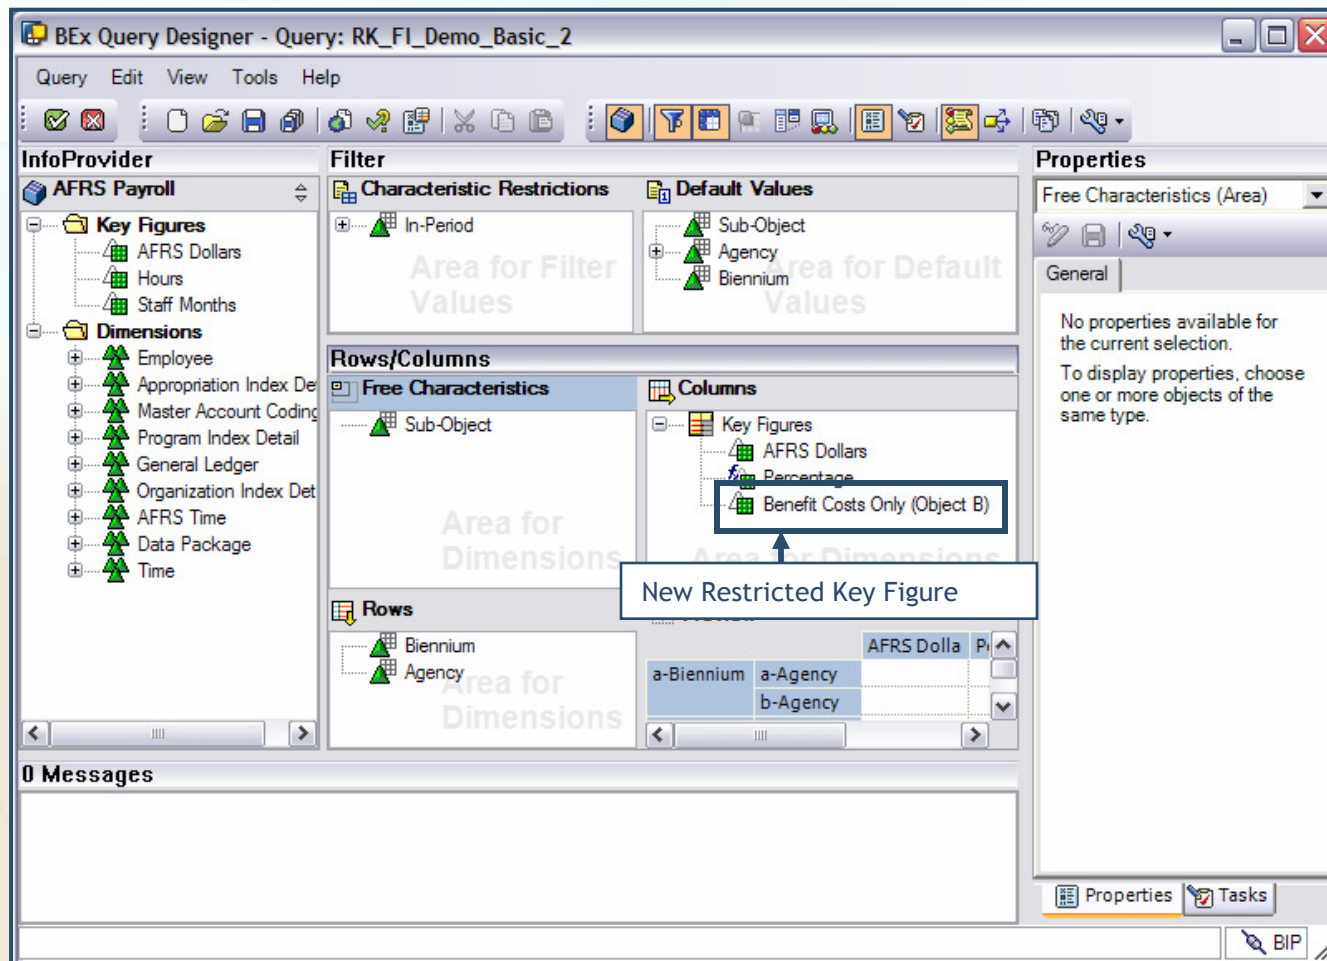 BEx Query Designer - Query: RK_FI_Demo_Basic_2
Query Edit View Tools Help
InfoProvider
AFRS Payroll
Key Figures
AFRS Dollars
Hours
Staff Months
Dimensions
Employee
Appropriation Index De
Master Account Coding
Program Index Detail
General Ledger
Organization Index Det
AFRS Time
Data Package
Time
Filter
Characteristic Restrictions
In-Period
Area for Filter
Values
Default Values
Sub-Object
Agency
Biennium
Area for Default
Values
Rows/Columns
Free Characteristics
Sub-Object
Area for
Dimensions
Columns
Key Figures
AFRS Dollars
Percentage
Benefit Costs Only (Object B)
Area for Dimensions
New Restricted Key Figure
Rows
Biennium
Agency
Area for
Dimensions
AFRS Dolla
a-Biennium a-Agency
b-Agency
Properties
Free Characteristics (Area)
General
No properties available for
the current selection.
To display properties, choose
one or more objects of the
same type.
Properties Tasks
0 Messages
BIP